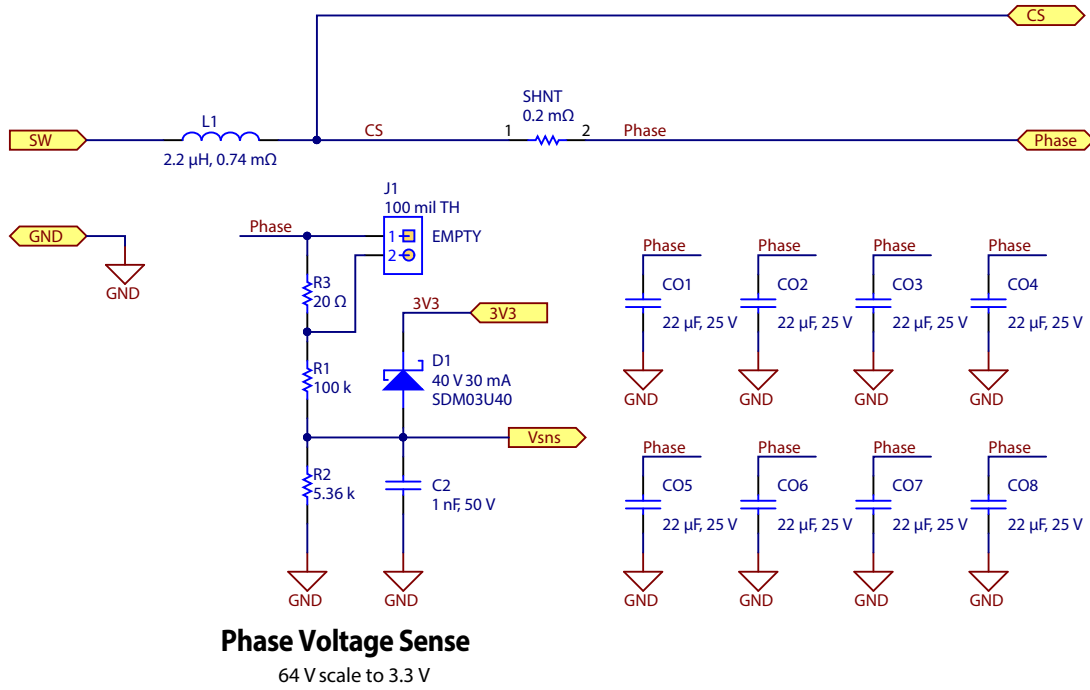 CS
SHNT
0.2 mΩ
L1
SW
CS
1
2
Phase
Phase
2.2 µH, 0.74 mΩ
J1
100 mil TH
Phase
GND
1
EMPTY
2
GND
R3
20 Ω
3V3
3V3
R1
100 k
D1
40 V 30 mA
SDM03U40
Vsns
R2
5.36 k
C2
1 nF, 50 V
GND
GND
Phase
Phase
Phase
Phase
CO1
CO2
CO3
CO4
22 µF, 25 V
22 µF, 25 V
22 µF, 25 V
22 µF, 25 V
GND
GND
GND
GND
Phase
Phase
Phase
Phase
CO5
CO6
CO7
CO8
22 µF, 25 V
22 µF, 25 V
22 µF, 25 V
22 µF, 25 V
GND
GND
GND
GND
Phase Voltage Sense
64 V scale to 3.3 V